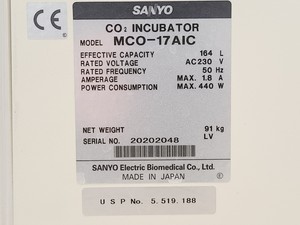 CE
SANYO
CO₂ INCUBATOR
MODEL MCO-17AIC
EFFECTIVE CAPACITY 164 L
RATED VOLTAGE AC 230 V
RATED FREQUENCY 50 Hz
AMPERAGE MAX. 1.8 A
POWER CONSUMPTION MAX. 440 W
NET WEIGHT 91 kg
SERIAL NO. 20202048 LV
SANYO Electric Biomedical Co., Ltd.
MADE IN JAPAN
U S P No. 5.519.188